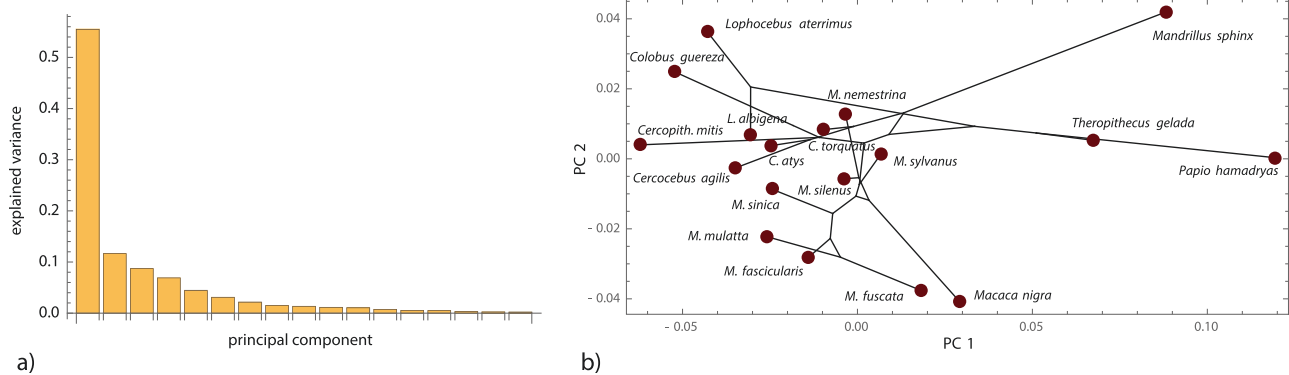 0.5
0.4
0.3
0.2
0.1
0.0
explained variance
principal component
a)
0.04
0.02
0.00
- 0.02
- 0.04
PC 2
Lophocebus aterrimus
Mandrillus sphinx
Colobus guereza
M. nemestrina
L. albigena
Theropithecus gelada
Cercopith. mitis
C. torquatus
C. atys
M. sylvanus
Papio hamadryas
Cercocebus agilis
M. silenus
M. sinica
M. mulatta
M. fascicularis
M. fuscata
Macaca nigra
- 0.05
0.00
0.05
0.10
PC 1
b)